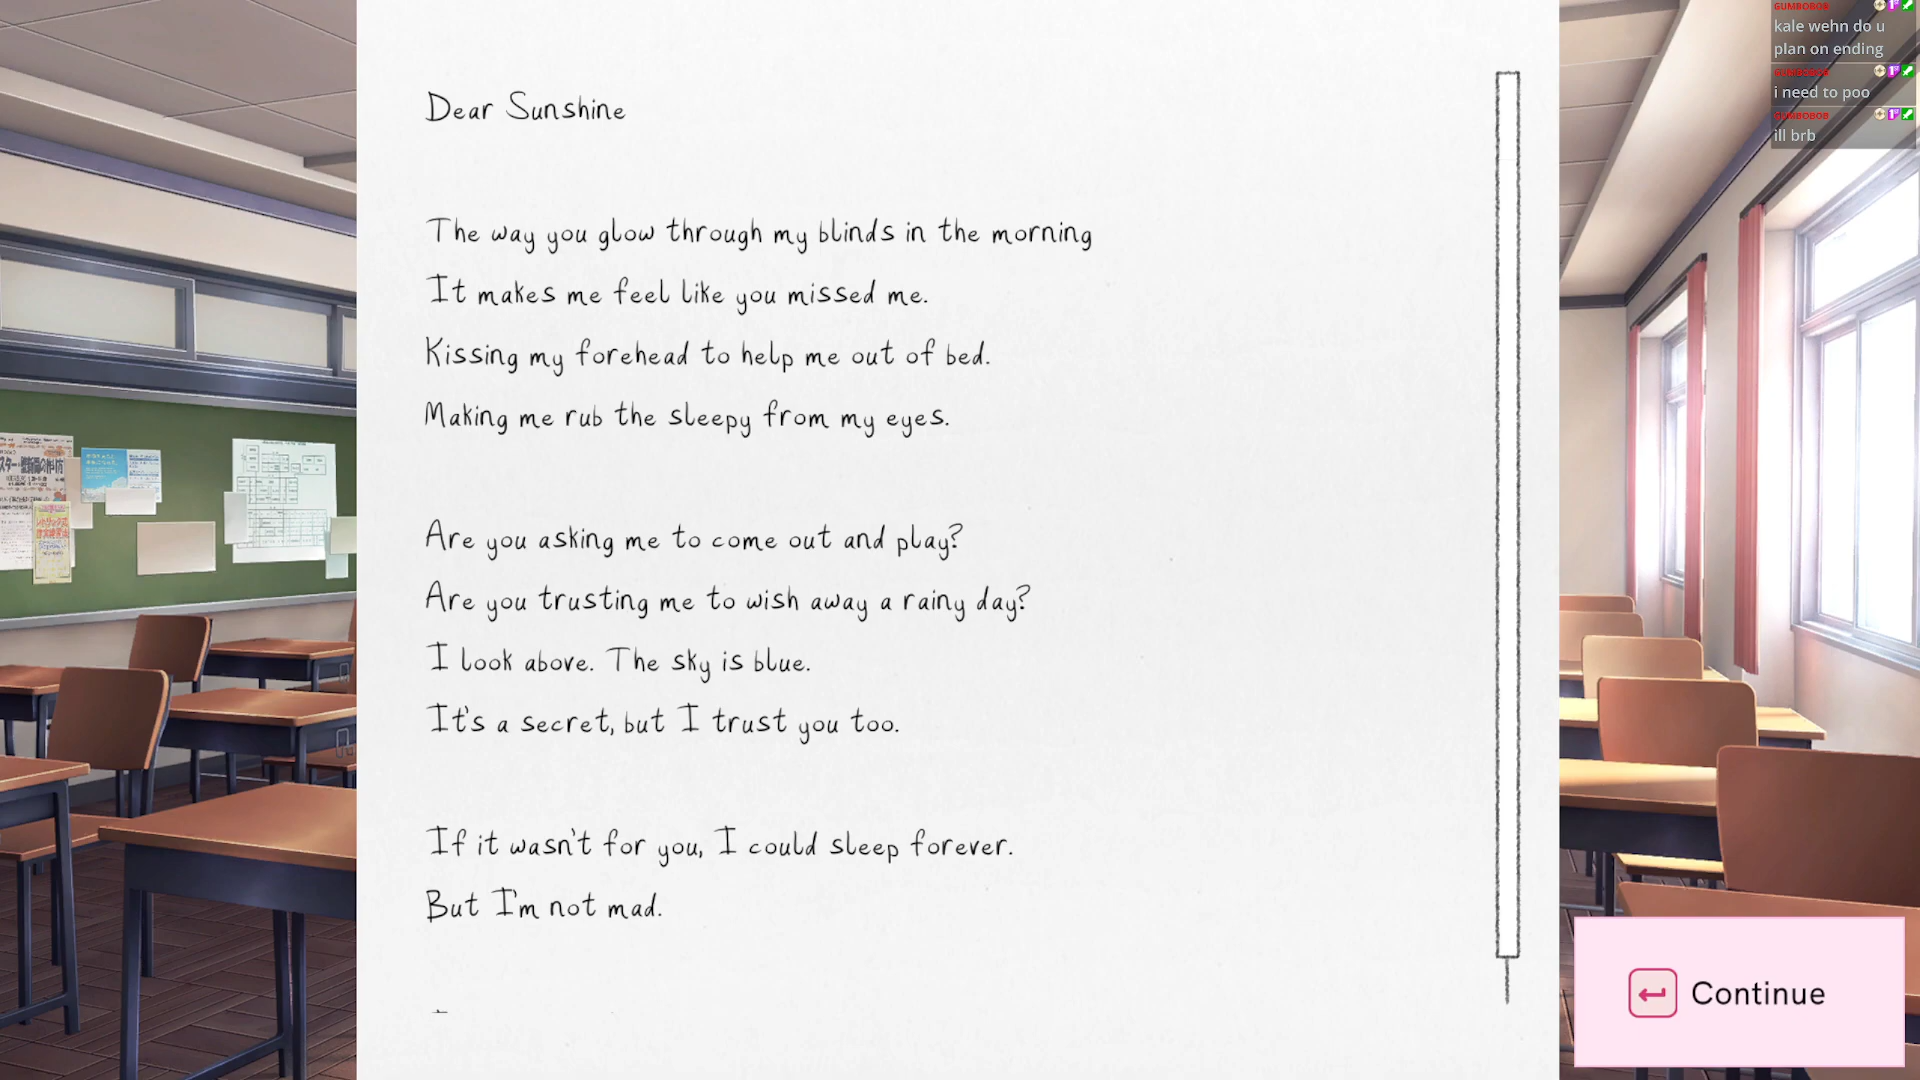 Dear Sunshine
The way you glow through my blinds in the morning
It makes me feel like you missed me.
Kissing my forehead to help me out of bed.
Making me rub the sleepy from my eyes.
Are you asking me to come out and play?
Are you trusting me to wish away a rainy day?
I look above. The sky is blue.
It's a secret, but I trust you too.
If it wasn't for you, I could sleep forever.
But I'm not mad.
GUMBOBOB
kale wehn do u
plan on ending
GUMBOBOB
i need to poo
GUMBOBOB
ill brb
Continue